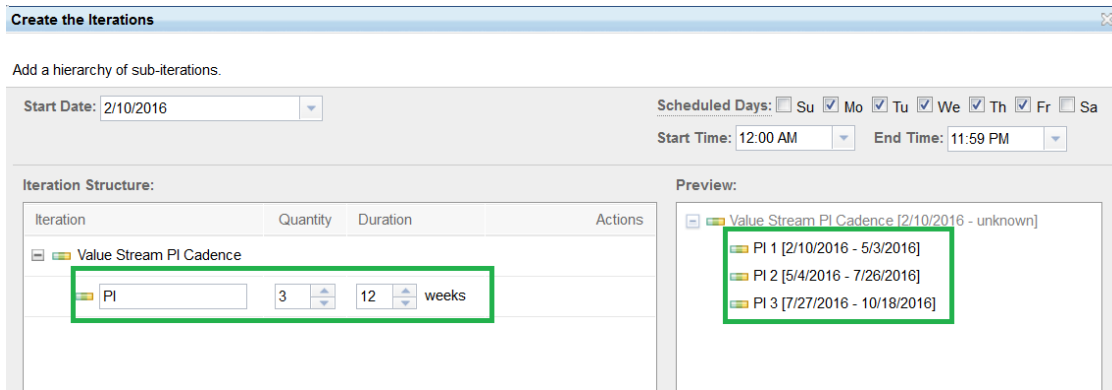 Create the Iterations
Add a hierarchy of sub-iterations.
Start Date: 2/10/2016
Scheduled Days: Su Mo Tu We Th Fr Sa
Start Time: 12:00 AM End Time: 11:59 PM
Iteration Structure:
Iteration Quantity Duration Actions
Value Stream PI Cadence
PI 3 12 weeks
Preview:
Value Stream PI Cadence [2/10/2016 - unknown]
PI 1 [2/10/2016 - 5/3/2016]
PI 2 [5/4/2016 - 7/26/2016]
PI 3 [7/27/2016 - 10/18/2016]